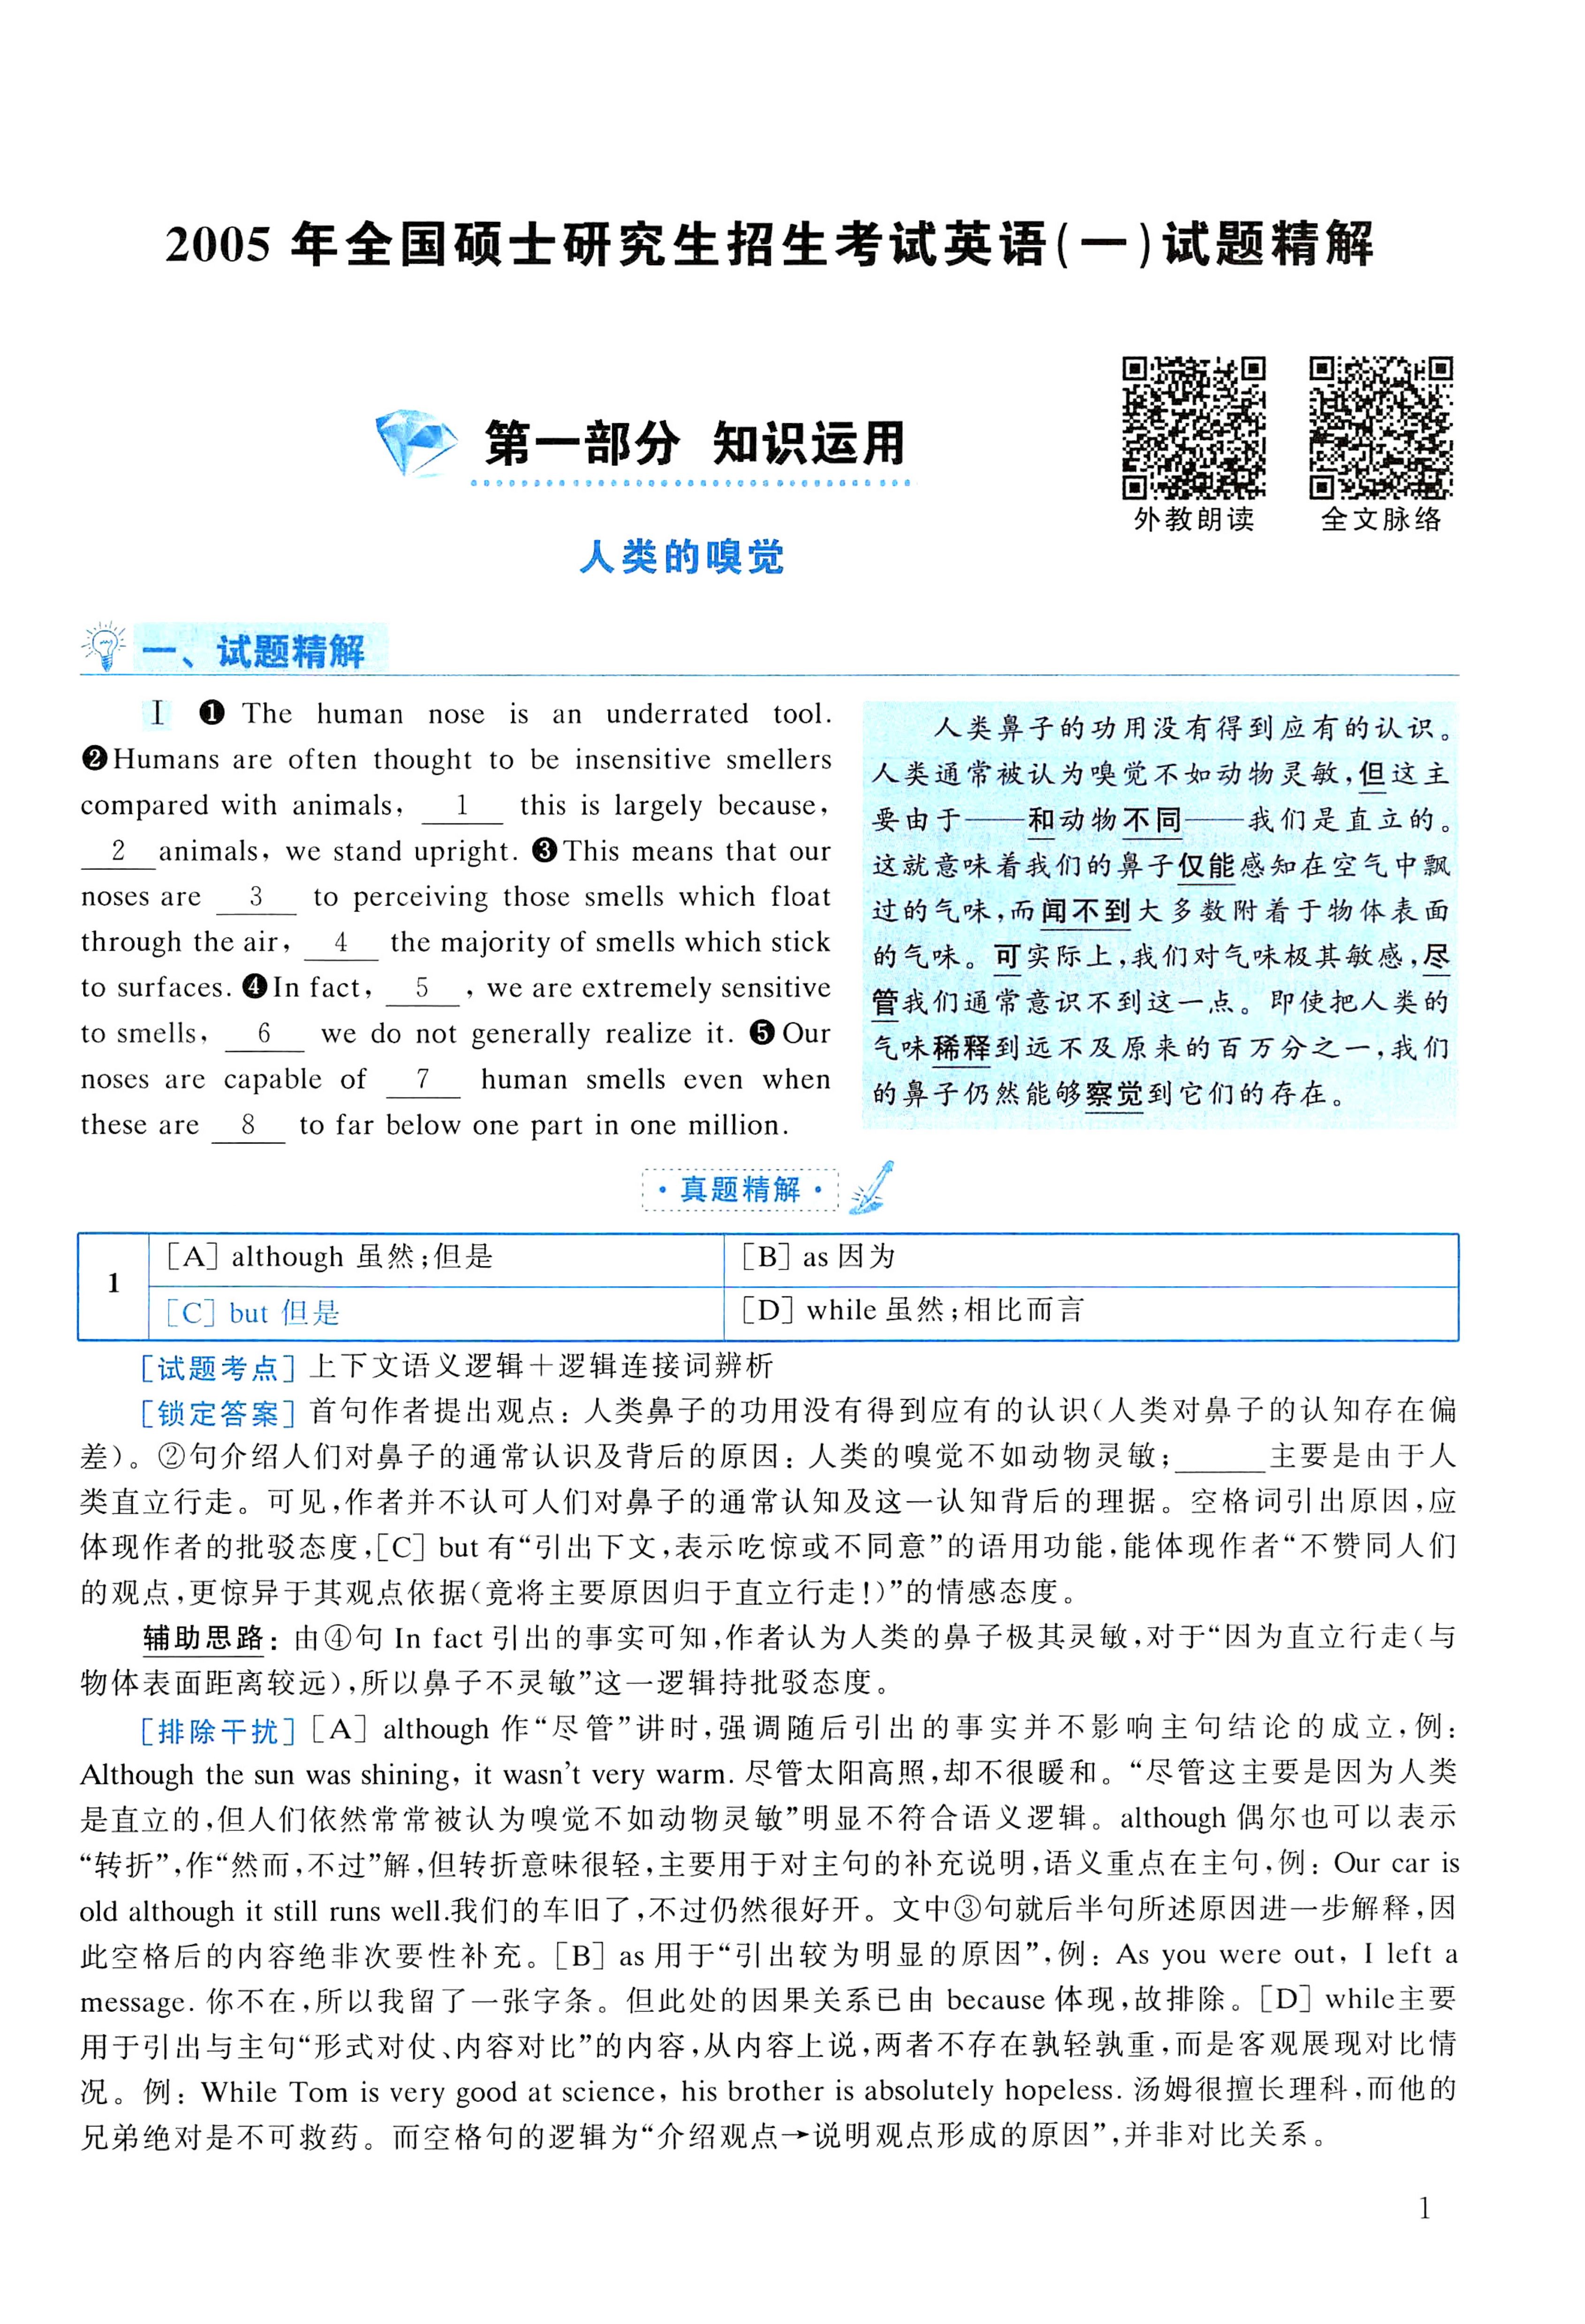 2005 年全国硕士研究生招生考试英语(一)试题精解
第一部分 知识运用
外教朗读
全文脉络
人类的嗅觉
一、试题精解
I ❶ The human nose is an underrated tool.
❷Humans are often thought to be insensitive smellers
compared with animals, 1 this is largely because,
2 animals, we stand upright. ❸This means that our
noses are 3 to perceiving those smells which float
through the air, 4 the majority of smells which stick
to surfaces. ❹In fact, 5 , we are extremely sensitive
to smells, 6 we do not generally realize it. ❺Our
noses are capable of 7 human smells even when
these are 8 to far below one part in one million.
人类鼻子的功用没有得到应有的认识。
人类通常被认为嗅觉不如动物灵敏,但这主
要由于——和动物不同——我们是直立的。
这就意味着我们的鼻子仅能感知在空气中飘
过的气味,而闻不到大多数附着于物体表面
的气味。可实际上,我们对气味极其敏感,尽
管我们通常意识不到这一点。即使把人类的
气味稀释到远不及原来的百万分之一,我们
的鼻子仍然能够察觉到它们的存在。
·真题精解·
1
[A] although 虽然;但是
[B] as 因为
[C] but 但是
[D] while 虽然;相比而言
[试题考点] 上下文语义逻辑+逻辑连接词辨析
[锁定答案] 首句作者提出观点: 人类鼻子的功用没有得到应有的认识(人类对鼻子的认知存在偏
差)。②句介绍人们对鼻子的通常认识及背后的原因: 人类的嗅觉不如动物灵敏;______主要是由于人
类直立行走。可见,作者并不认可人们对鼻子的通常认知及这一认知背后的理据。空格词引出原因,应
体现作者的批驳态度,[C] but 有“引出下文,表示吃惊或不同意”的语用功能,能体现作者“不赞同人们
的观点,更惊异于其观点依据(竟将主要原因归于直立行走!)”的情感态度。
辅助思路: 由④句 In fact 引出的事实可知,作者认为人类的鼻子极其灵敏,对于“因为直立行走(与
物体表面距离较远),所以鼻子不灵敏”这一逻辑持批驳态度。
[排除干扰] [A] although 作“尽管”讲时,强调随后引出的事实并不影响主句结论的成立,例:
Although the sun was shining, it wasn’t very warm. 尽管太阳高照,却不很暖和。“尽管这主要是因为人类
是直立的,但人们依然常常被认为嗅觉不如动物灵敏”明显不符合语义逻辑。although 偶尔也可以表示
“转折”,作“然而,不过”解,但转折意味很轻,主要用于对主句的补充说明,语义重点在主句,例: Our car is
old although it still runs well.我们的车旧了,不过仍然很好开。文中③句就后半句所述原因进一步解释,因
此空格后的内容绝非次要性补充。[B] as 用于“引出较为明显的原因”,例: As you were out, I left a
message. 你不在,所以我留了一张字条。但此处的因果关系已由 because 体现,故排除。[D] while主要
用于引出与主句“形式对仗、内容对比”的内容,从内容上说,两者不存在孰轻孰重,而是客观展现对比情
况。例: While Tom is very good at science, his brother is absolutely hopeless. 汤姆很擅长理科,而他的
兄弟绝对是不可救药。而空格句的逻辑为“介绍观点→说明观点形成的原因”,并非对比关系。
1